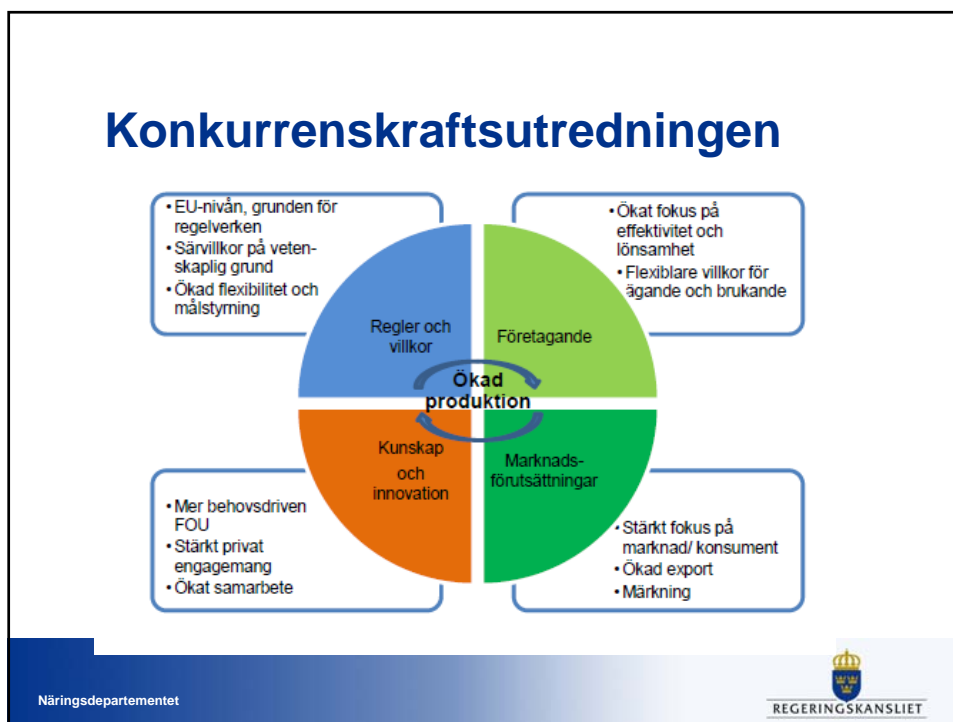 Konkurrenskraftsutredningen
• EU-nivån, grunden för
regelverken
• Särvillkor på veten-
skaplig grund
• Ökad flexibilitet och
målstyrning
• Ökat fokus på
effektivitet och
lönsamhet
• Flexiblare villkor för
ägande och brukande
Regler och
villkor
Företagande
Ökad
produktion
Kunskap
och
innovation
Marknads-
förutsättningar
• Mer behovsdriven
FOU
• Stärkt privat
engagemang
• Ökat samarbete
• Stärkt fokus på
marknad/ konsument
• Ökad export
• Märkning
Näringsdepartementet
REGERINGSKANSLIET